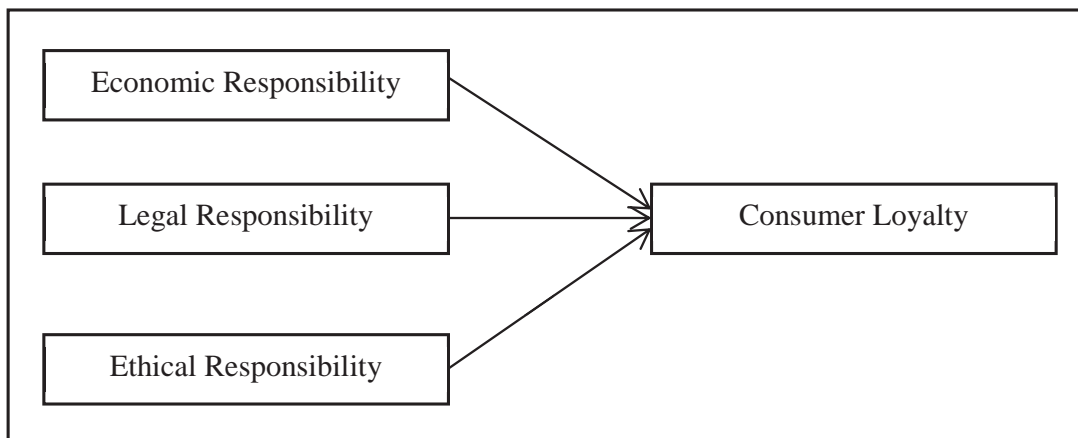 Economic Responsibility
Legal Responsibility
Consumer Loyalty
Ethical Responsibility